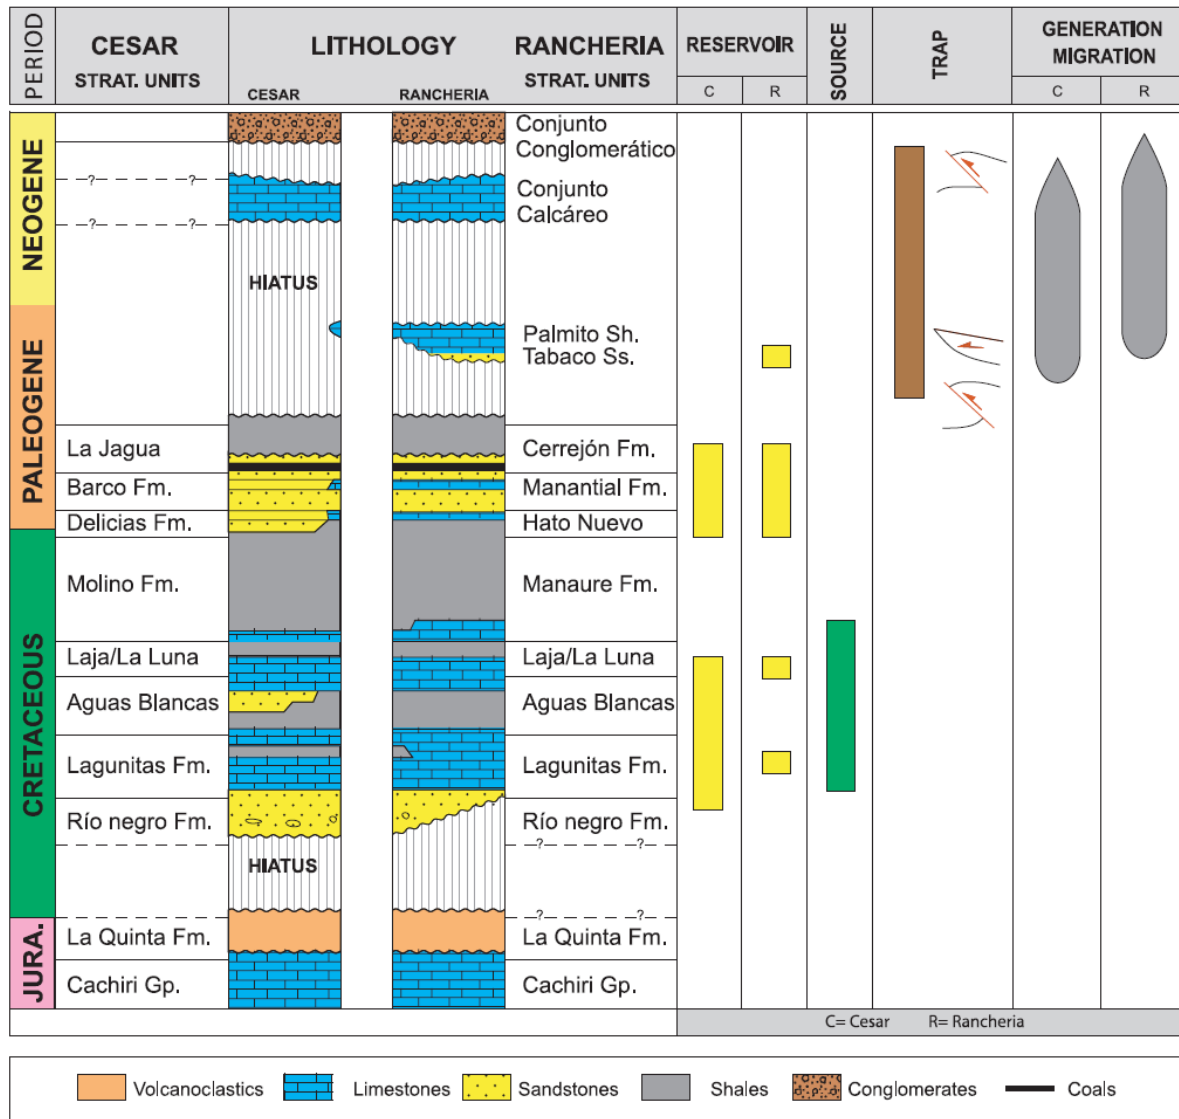 PERIOD
CESAR
STRAT. UNITS
LITHOLOGY
CESAR
RANCHERIA
RANCHERIA
STRAT. UNITS
RESERVOIR
C
R
SOURCE
TRAP
GENERATION
MIGRATION
C
R
NEOGENE
PALEOGENE
CRETACEOUS
JURA.
? ?
? ?
La Jagua
Barco Fm.
Delicias Fm.
Molino Fm.
Laja/La Luna
Aguas Blancas
Lagunitas Fm.
Río negro Fm.
La Quinta Fm.
Cachiri Gp.
HIATUS
HIATUS
Conjunto
Conglomerático
Conjunto
Calcáreo
Palmito Sh.
Tabaco Ss.
Cerrejón Fm.
Manantial Fm.
Hato Nuevo
Manaure Fm.
Laja/La Luna
Aguas Blancas
Lagunitas Fm.
Río negro Fm.
? ?
? ?
La Quinta Fm.
Cachiri Gp.
C= Cesar R= Rancheria
Volcanoclastics Limestones Sandstones Shales Conglomerates Coals